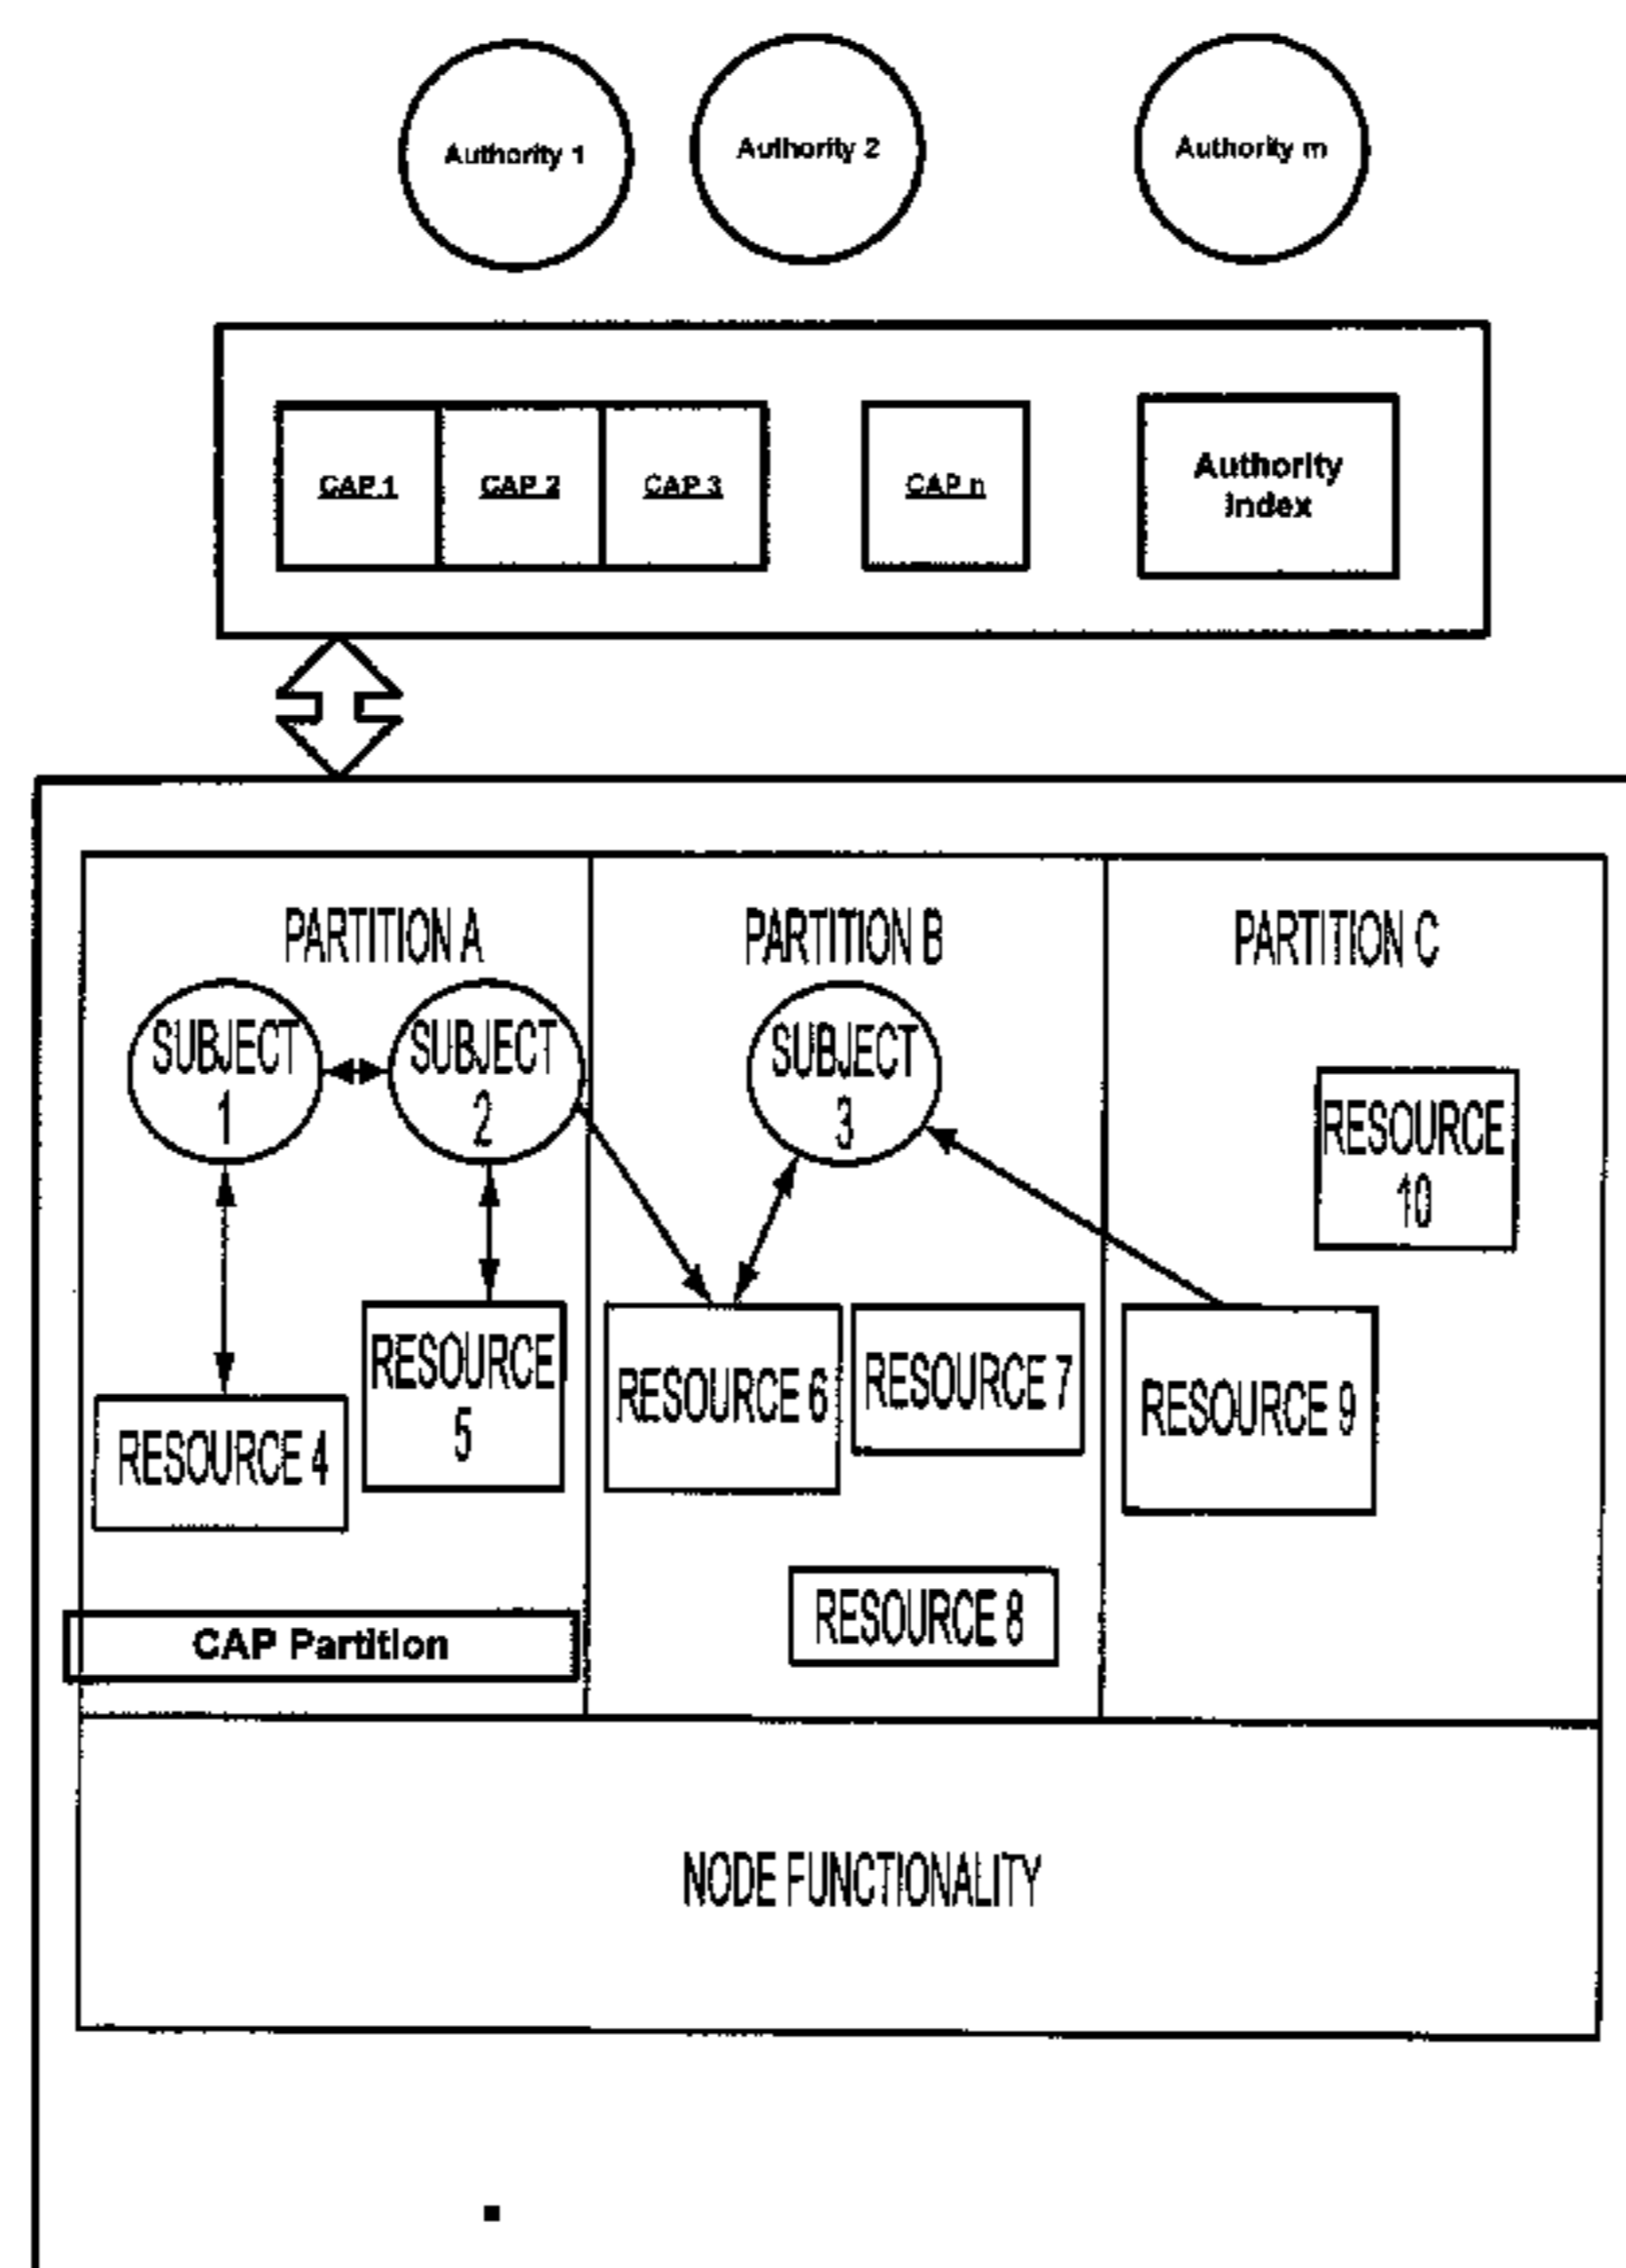 Authority 1
Authority 2
Authority m
CAP 1
CAP 2
CAP 3
CAP n
Authority
Index
PARTITION A
PARTITION B
PARTITION C
SUBJECT
1
SUBJECT
2
SUBJECT
3
RESOURCE
10
RESOURCE 4
RESOURCE
5
RESOURCE 6
RESOURCE 7
RESOURCE 9
RESOURCE 8
CAP Partition
NODE FUNCTIONALITY